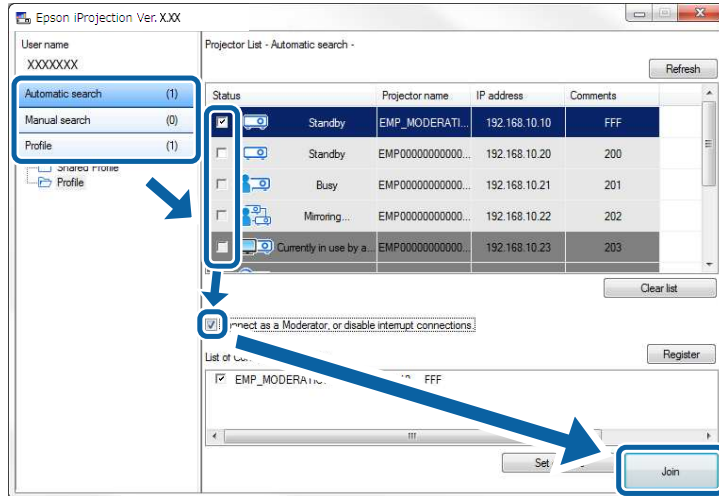 Epson iProjection Ver. X.XX
User name
XXXXXXX
Automatic search (1)
Manual search (0)
Profile (1)
Shared Profile
Profile
Projector List - Automatic search -
Refresh
Status Projector name IP address Comments
Standby EMP_MODERATI... 192.168.10.10 FFF
Standby EMP00000000000... 192.168.10.20 200
Busy EMP00000000000... 192.168.10.21 201
Mirroring... EMP00000000000... 192.168.10.22 202
Currently in use by a... EMP00000000000... 192.168.10.23 203
Clear list
as a Moderator, or disable interrupt connections.
List of
Register
FFF
Set
Join